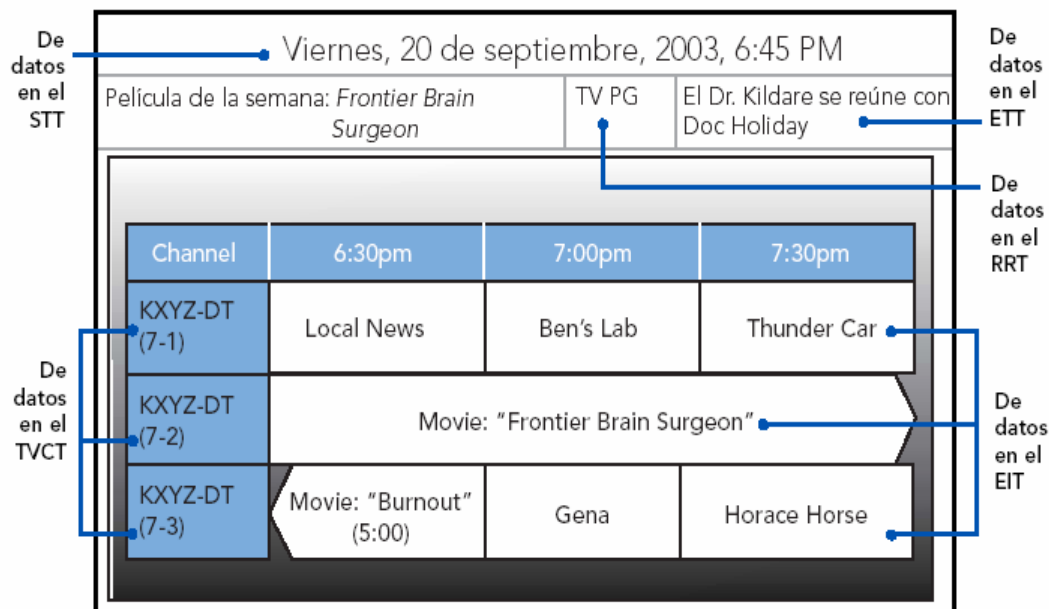 De
datos
en el
STT
Viernes, 20 de septiembre, 2003, 6:45 PM
De
datos
en el
ETT
Película de la semana: Frontier Brain
Surgeon
TV PG
El Dr. Kildare se reúne con
Doc Holiday
De
datos
en el
RRT
Channel
6:30pm
7:00pm
7:30pm
KXYZ-DT
(7-1)
Local News
Ben's Lab
Thunder Car
De
datos
en el
TVCT
KXYZ-DT
(7-2)
Movie: "Frontier Brain Surgeon"
De
datos
en el
EIT
KXYZ-DT
(7-3)
Movie: "Burnout"
(5:00)
Gena
Horace Horse